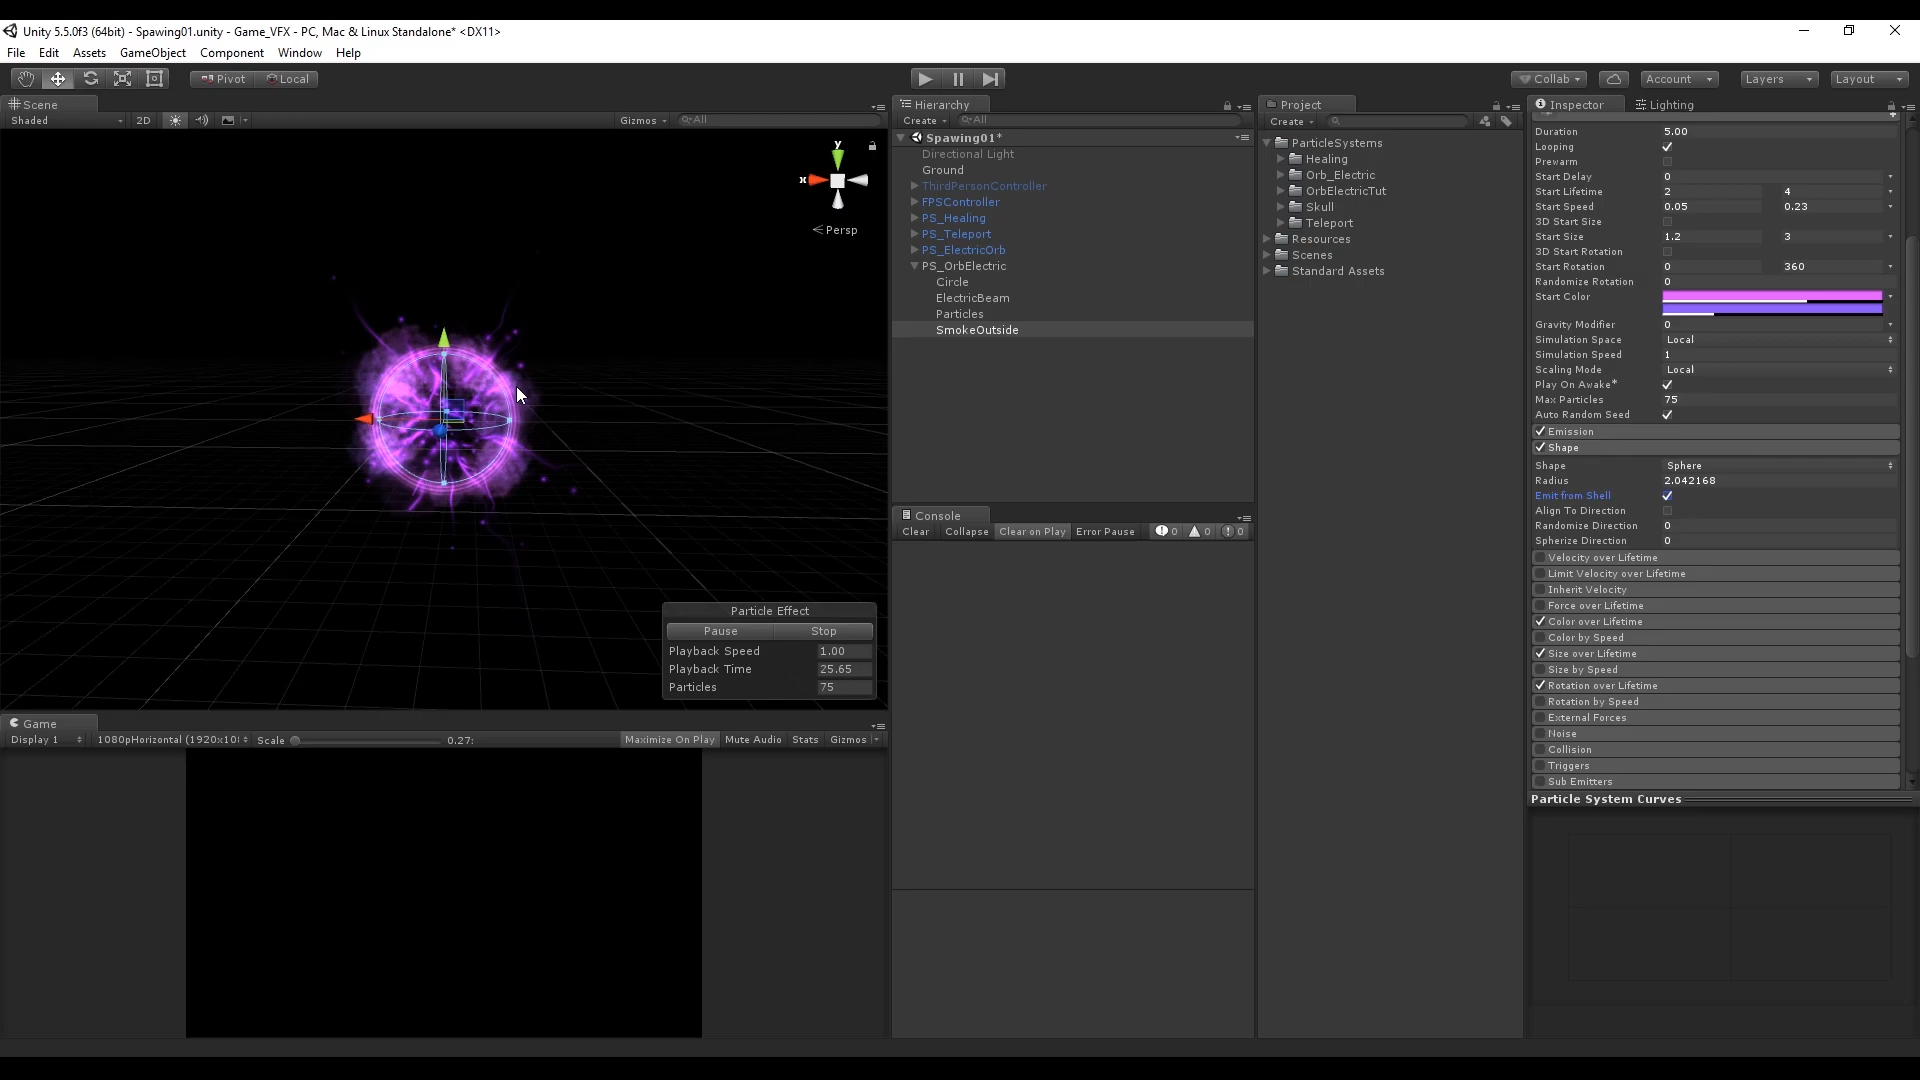 Unity 5.5.0f3 (64bit) - Spawing01.unity - Game_VFX - PC, Mac & Linux Standalone* <DX11>
File Edit Assets GameObject Component Window Help
Pivot Local Collab Account Layers Layout
Scene
Shaded 2D Gizmos All
y
x
Persp
Particle Effect
Pause Stop
Playback Speed 1.00
Playback Time 25.65
Particles 75
Game
Display 1 1080pHorizontal (1920x10 Scale 0.27: Maximize On Play Mute Audio Stats Gizmos
Hierarchy
Create All
Spawing01*
Directional Light
Ground
ThirdPersonController
FPSController
PS_Healing
PS_Teleport
PS_ElectricOrb
PS_OrbElectric
Circle
ElectricBeam
Particles
SmokeOutside
Console
Clear Collapse Clear on Play Error Pause 0 0 0
Project
Create
ParticleSystems
Healing
Orb_Electric
OrbElectricTut
Skull
Teleport
Resources
Scenes
Standard Assets
Inspector Lighting
Duration 5.00
Looping
Prewarm
Start Delay 0
Start Lifetime 2 4
Start Speed 0.05 0.23
3D Start Size
Start Size 1.2 3
3D Start Rotation
Start Rotation 0 360
Randomize Rotation 0
Start Color
Gravity Modifier 0
Simulation Space Local
Simulation Speed 1
Scaling Mode Local
Play On Awake*
Max Particles 75
Auto Random Seed
Emission
Shape
Shape Sphere
Radius 2.042168
Emit from Shell
Align To Direction
Randomize Direction 0
Spherize Direction 0
Velocity over Lifetime
Limit Velocity over Lifetime
Inherit Velocity
Force over Lifetime
Color over Lifetime
Color by Speed
Size over Lifetime
Size by Speed
Rotation over Lifetime
Rotation by Speed
External Forces
Noise
Collision
Triggers
Sub Emitters
Particle System Curves